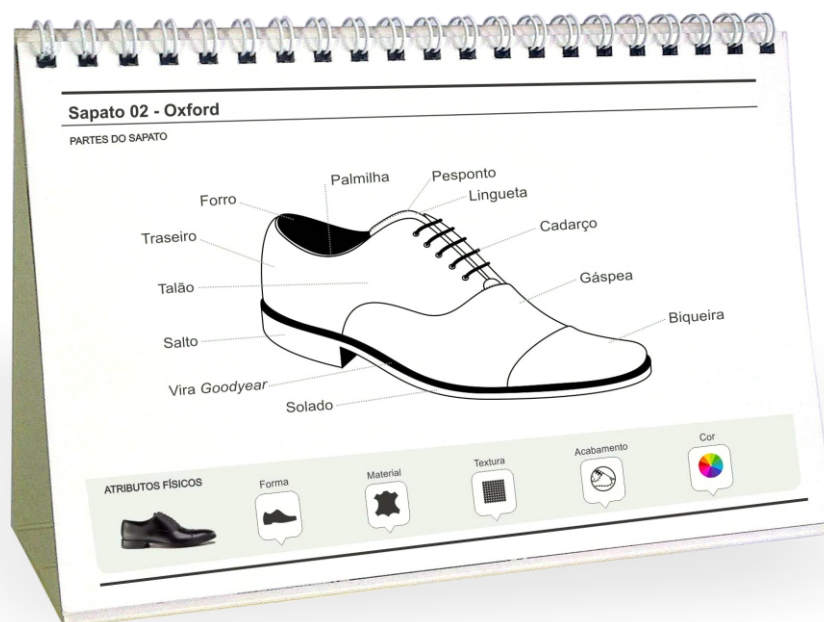 Sapato 02 - Oxford
PARTES DO SAPATO
Palmilha
Pesponto
Forro
Lingueta
Traseiro
Cadarço
Talão
Gáspea
Salto
Biqueira
Vira Goodyear
Solado
ATRIBUTOS FÍSICOS
Forma
Material
Textura
Acabamento
Cor